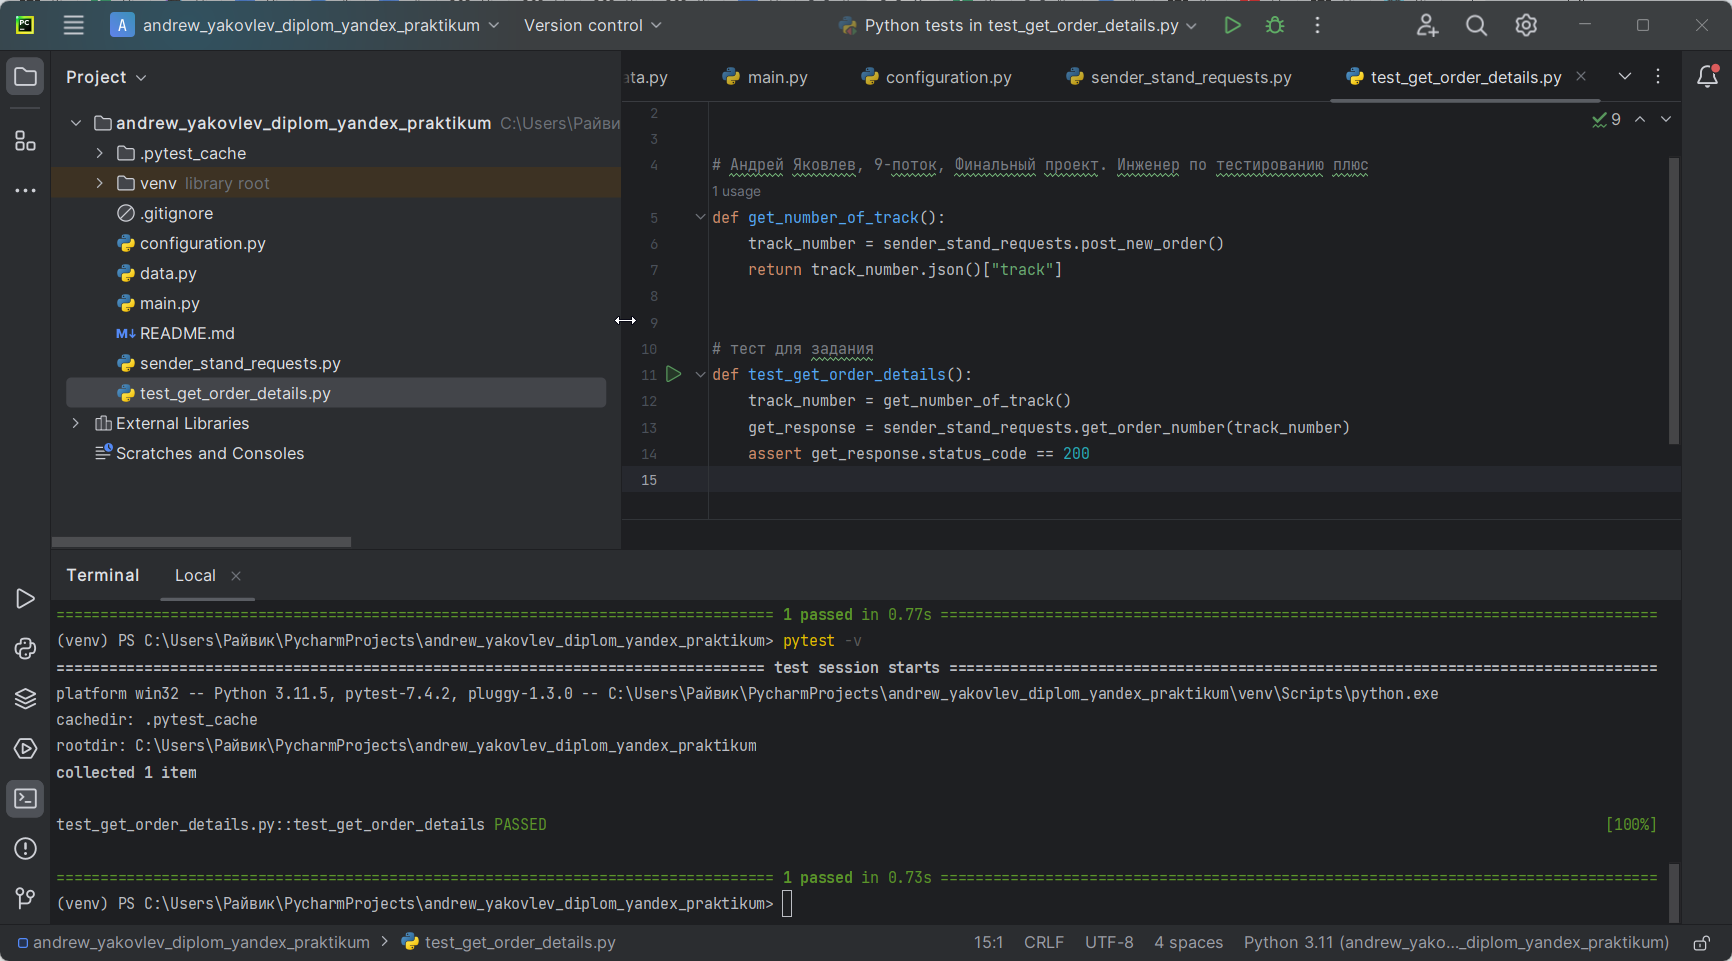 PC A andrew_yakovlev_diplom_yandex_praktikum Version control Python tests in test_get_order_details.py
Project
andrew_yakovlev_diplom_yandex_praktikum C:\Users\Райви
.pytest_cache
venv library root
.gitignore
configuration.py
data.py
main.py
M↓ README.md
sender_stand_requests.py
test_get_order_details.py
External Libraries
Scratches and Consoles
ata.py main.py configuration.py sender_stand_requests.py test_get_order_details.py
9
2
3
4 # Андрей Яковлев, 9-поток, Финальный проект. Инженер по тестированию плюс
1 usage
5 def get_number_of_track():
6 track_number = sender_stand_requests.post_new_order()
7 return track_number.json()["track"]
8
9
10 # тест для задания
11 def test_get_order_details():
12 track_number = get_number_of_track()
13 get_response = sender_stand_requests.get_order_number(track_number)
14 assert get_response.status_code == 200
15
Terminal Local
================================================================================== 1 passed in 0.77s ==================================================================================
(venv) PS C:\Users\Райвик\PycharmProjects\andrew_yakovlev_diplom_yandex_praktikum> pytest -v
================================================================================= test session starts =================================================================================
platform win32 -- Python 3.11.5, pytest-7.4.2, pluggy-1.3.0 -- C:\Users\Райвик\PycharmProjects\andrew_yakovlev_diplom_yandex_praktikum\venv\Scripts\python.exe
cachedir: .pytest_cache
rootdir: C:\Users\Райвик\PycharmProjects\andrew_yakovlev_diplom_yandex_praktikum
collected 1 item
test_get_order_details.py::test_get_order_details PASSED [100%]
================================================================================== 1 passed in 0.73s ==================================================================================
(venv) PS C:\Users\Райвик\PycharmProjects\andrew_yakovlev_diplom_yandex_praktikum>
andrew_yakovlev_diplom_yandex_praktikum > test_get_order_details.py 15:1 CRLF UTF-8 4 spaces Python 3.11 (andrew_yako..._diplom_yandex_praktikum)